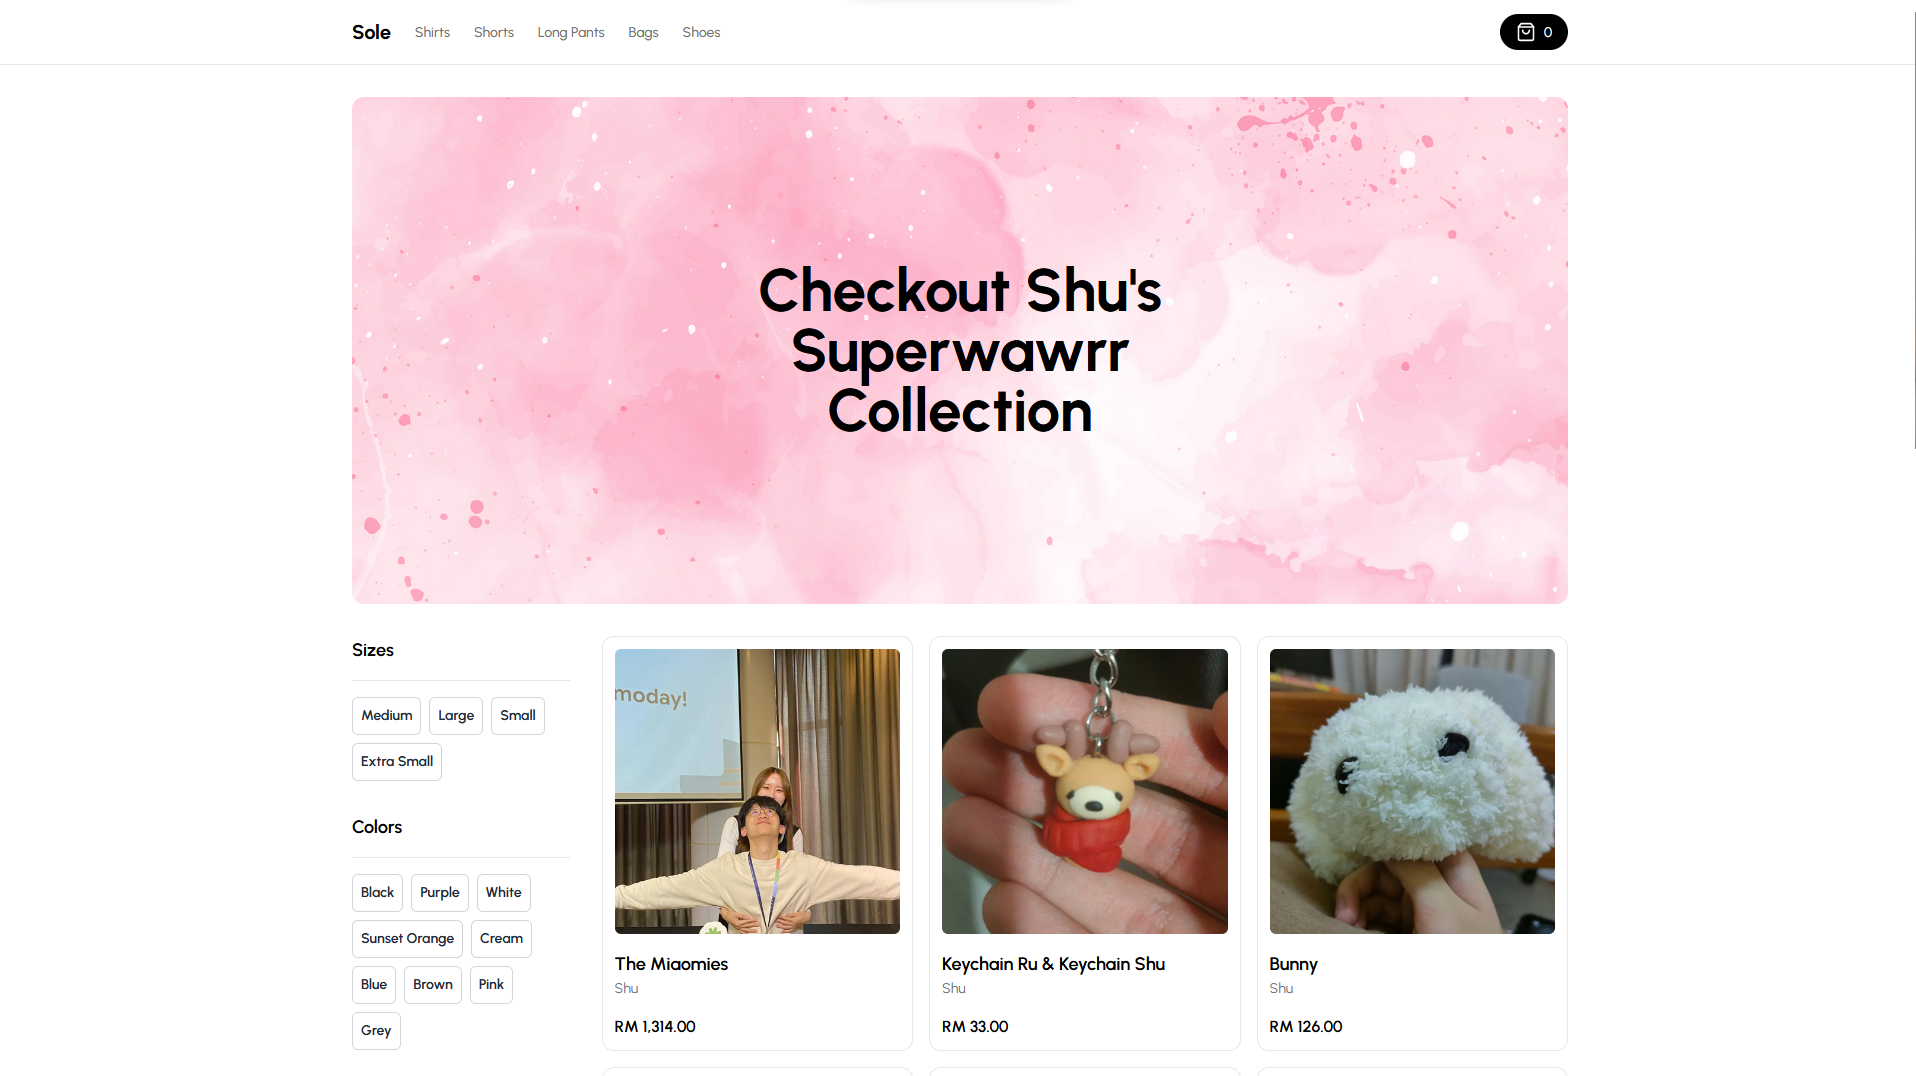 Sole Shirts Shorts Long Pants Bags Shoes 0
Checkout Shu's
Superwawrr
Collection
Sizes
Medium Large Small
Extra Small
Colors
Black Purple White
Sunset Orange Cream
Blue Brown Pink
Grey
moday!
The Miaomies
Shu
RM 1,314.00
Keychain Ru & Keychain Shu
Shu
RM 33.00
Bunny
Shu
RM 126.00